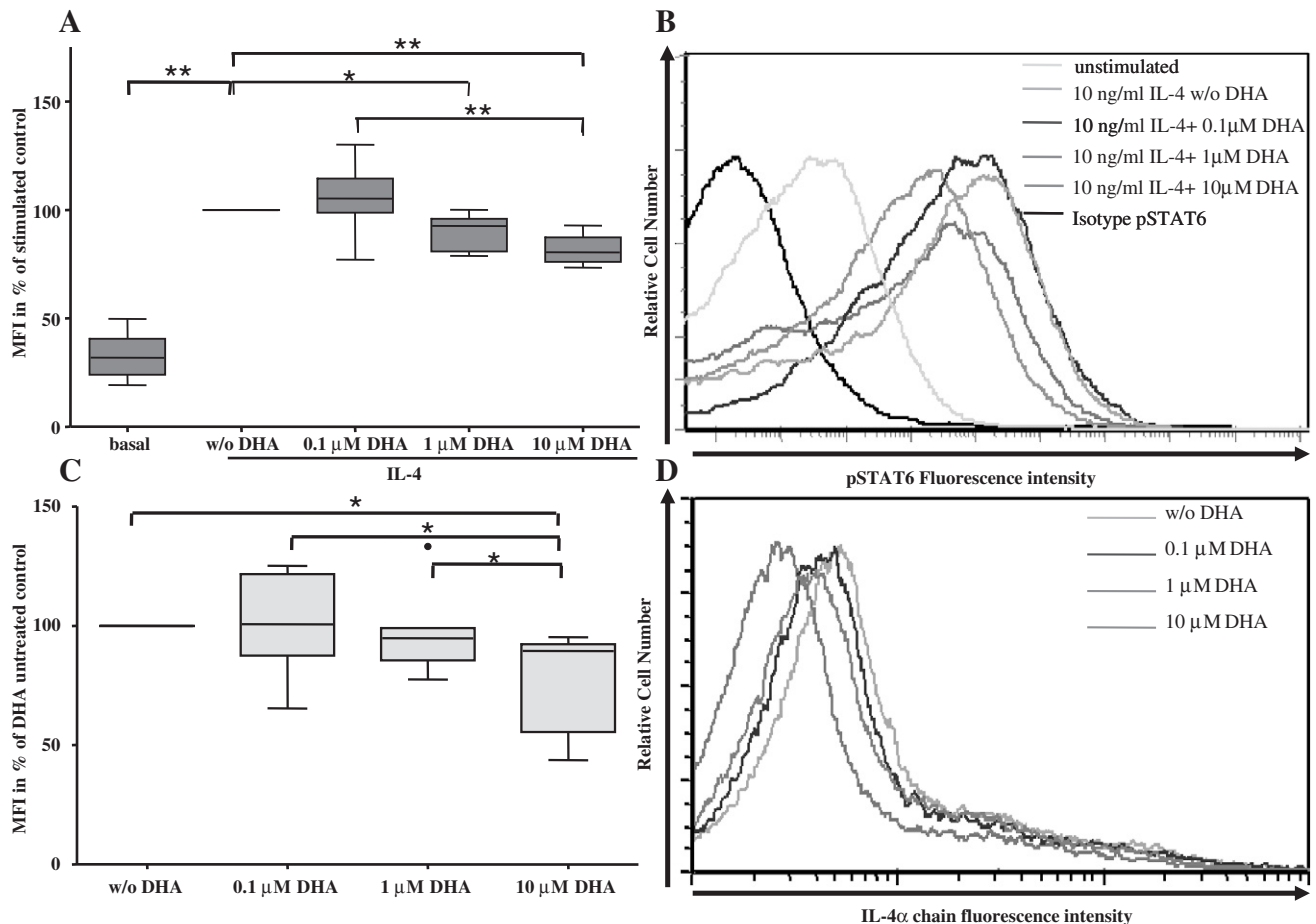 A
**
**
*
**
MFI in % of stimulated control
150
100
50
0
basal
w/o DHA
0.1 µM DHA
1 µM DHA
10 µM DHA
IL-4
B
Relative Cell Number
unstimulated
10 ng/ml IL-4 w/o DHA
10 ng/ml IL-4+ 0.1µM DHA
10 ng/ml IL-4+ 1µM DHA
10 ng/ml IL-4+ 10µM DHA
Isotype pSTAT6
pSTAT6 Fluorescence intensity
C
*
*
*
MFI in % of DHA untreated control
150
100
50
0
w/o DHA
0.1 µM DHA
1 µM DHA
10 µM DHA
D
Relative Cell Number
w/o DHA
0.1 µM DHA
1 µM DHA
10 µM DHA
IL-4α chain fluorescence intensity